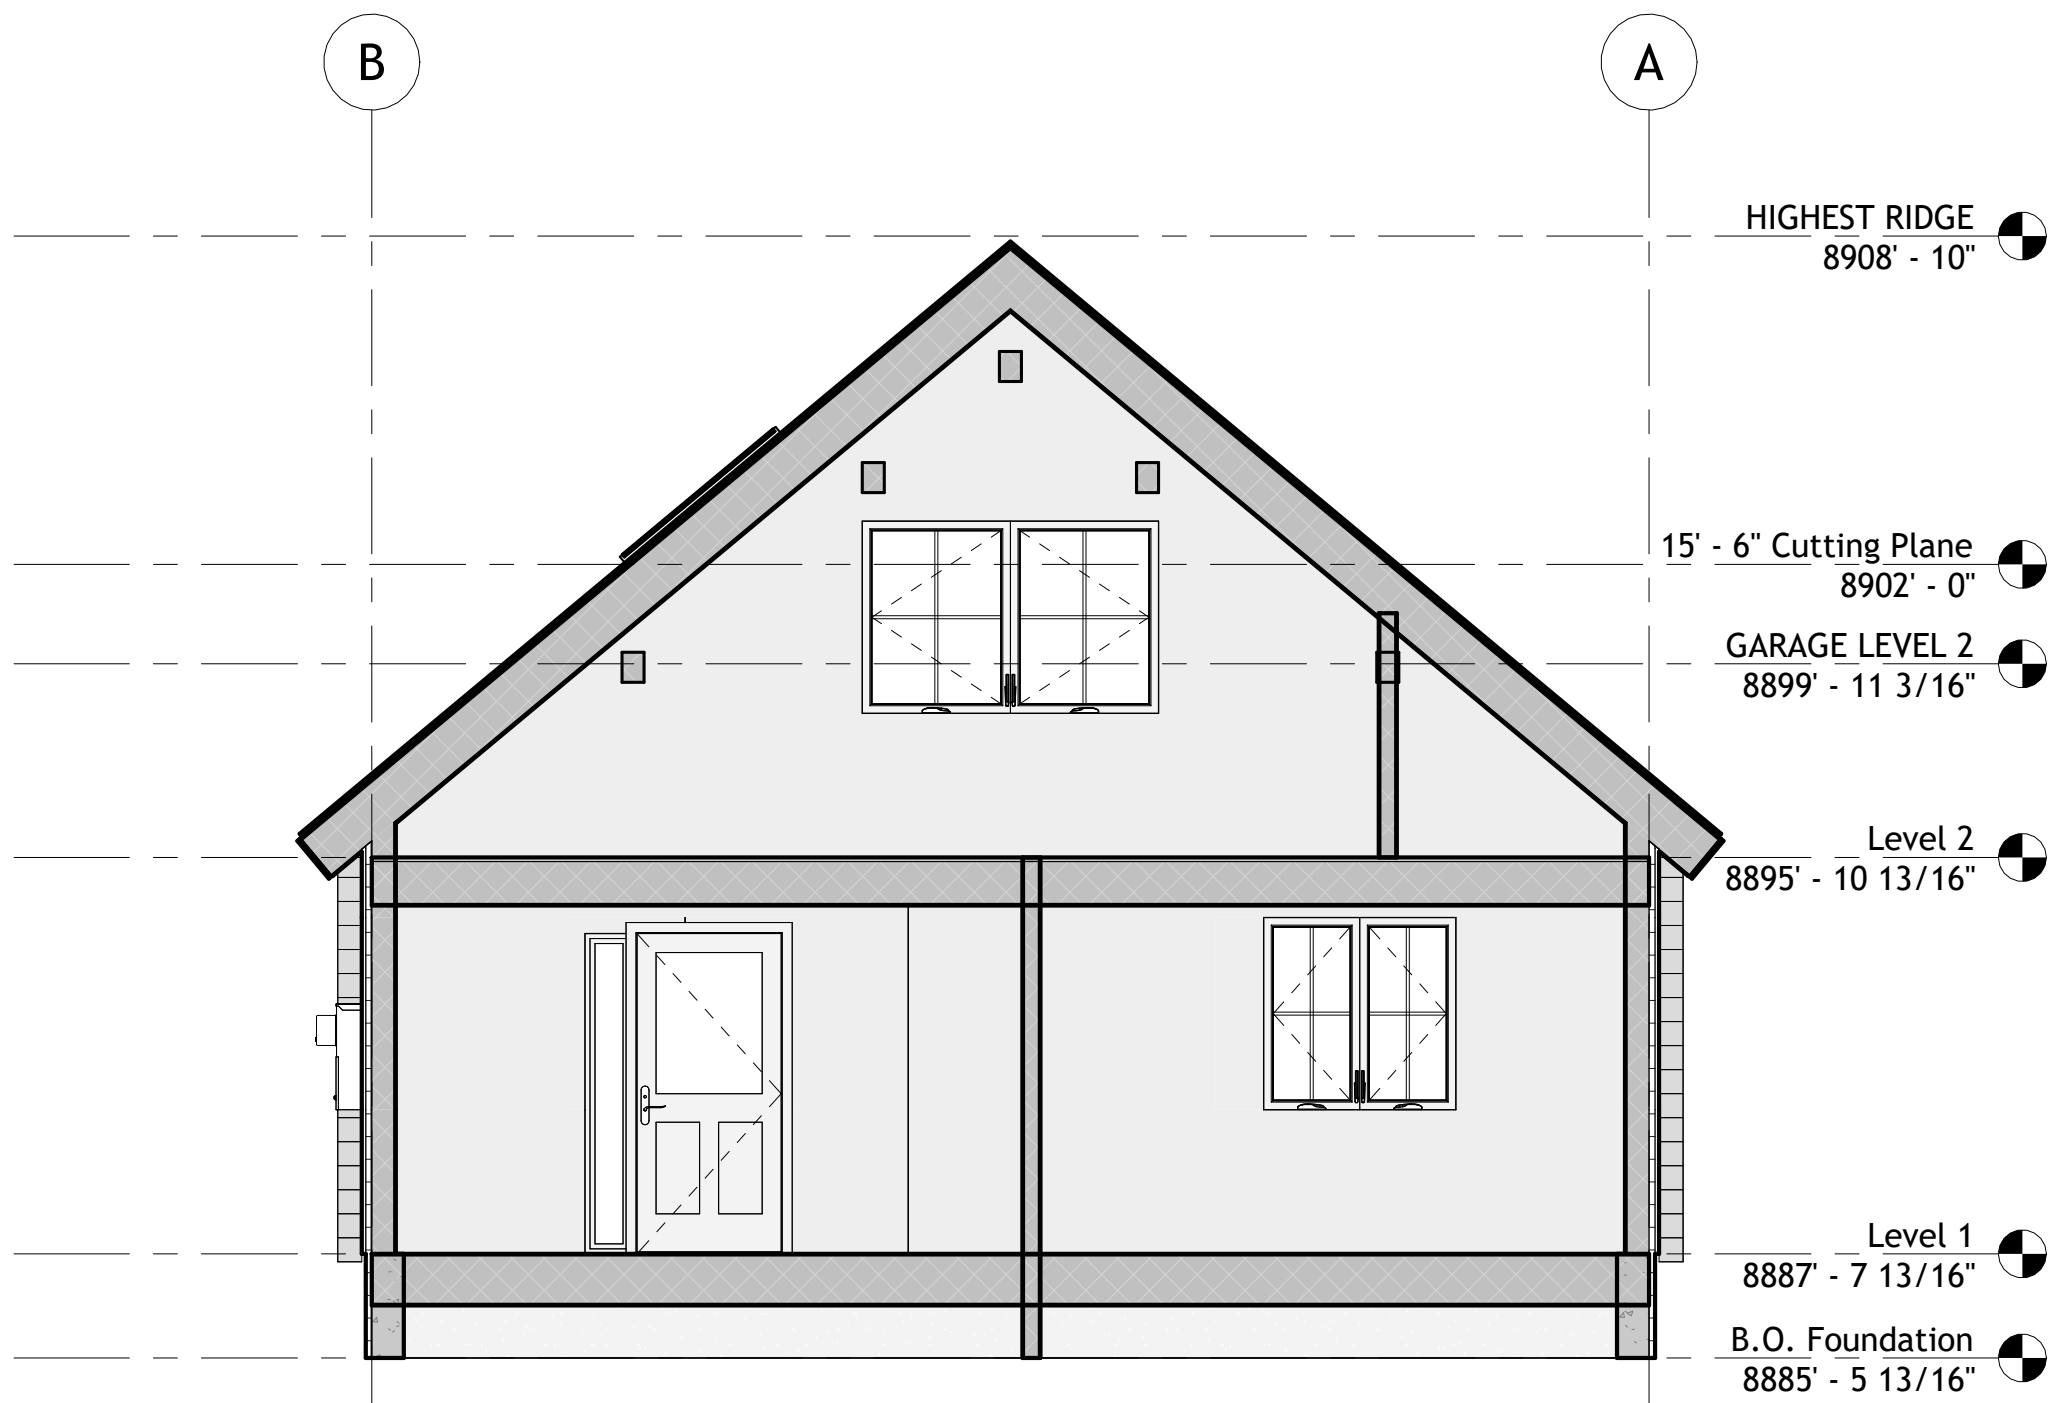 B
A
HIGHEST RIDGE
8908' - 10"
15' - 6" Cutting Plane
8902' - 0"
GARAGE LEVEL 2
8899' - 11 3/16"
Level 2
8895' - 10 13/16"
Level 1
8887' - 7 13/16"
B.O. Foundation
8885' - 5 13/16"